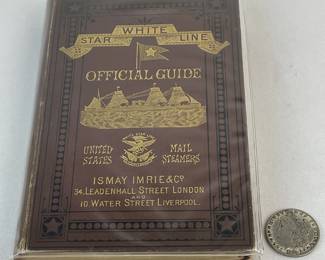 WHITE
STAR LINE
OFFICIAL GUIDE
UNITED MAIL
STATES STEAMERS
ISMAY IMRIE & Co
34, LEADENHALL STREET LONDON
AND
10, WATER STREET LIVERPOOL.